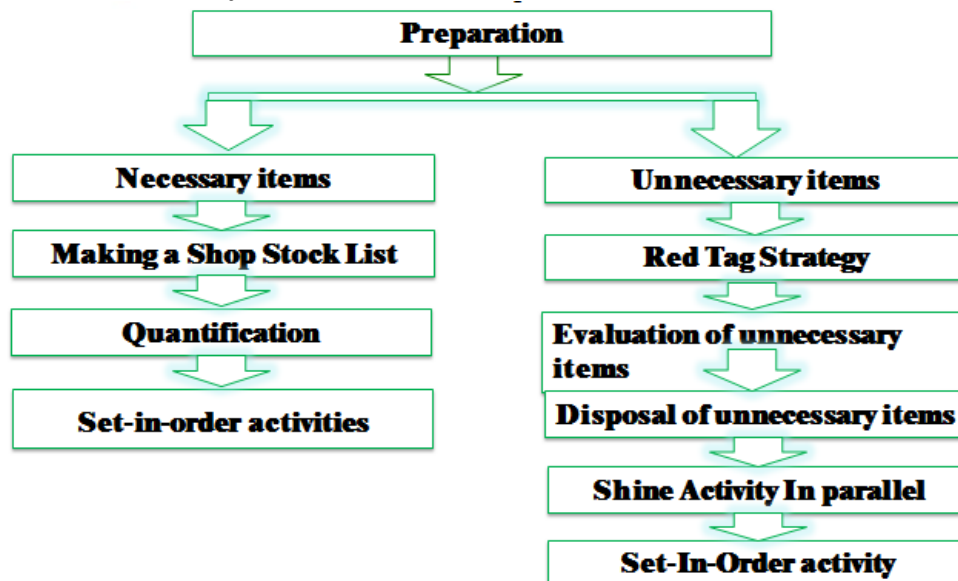 Preparation
Necessary items
Making a Shop Stock List
Quantification
Set-in-order activities
Unnecessary items
Red Tag Strategy
Evaluation of unnecessary
items
Disposal of unnecessary items
Shine Activity In parallel
Set-In-Order activity